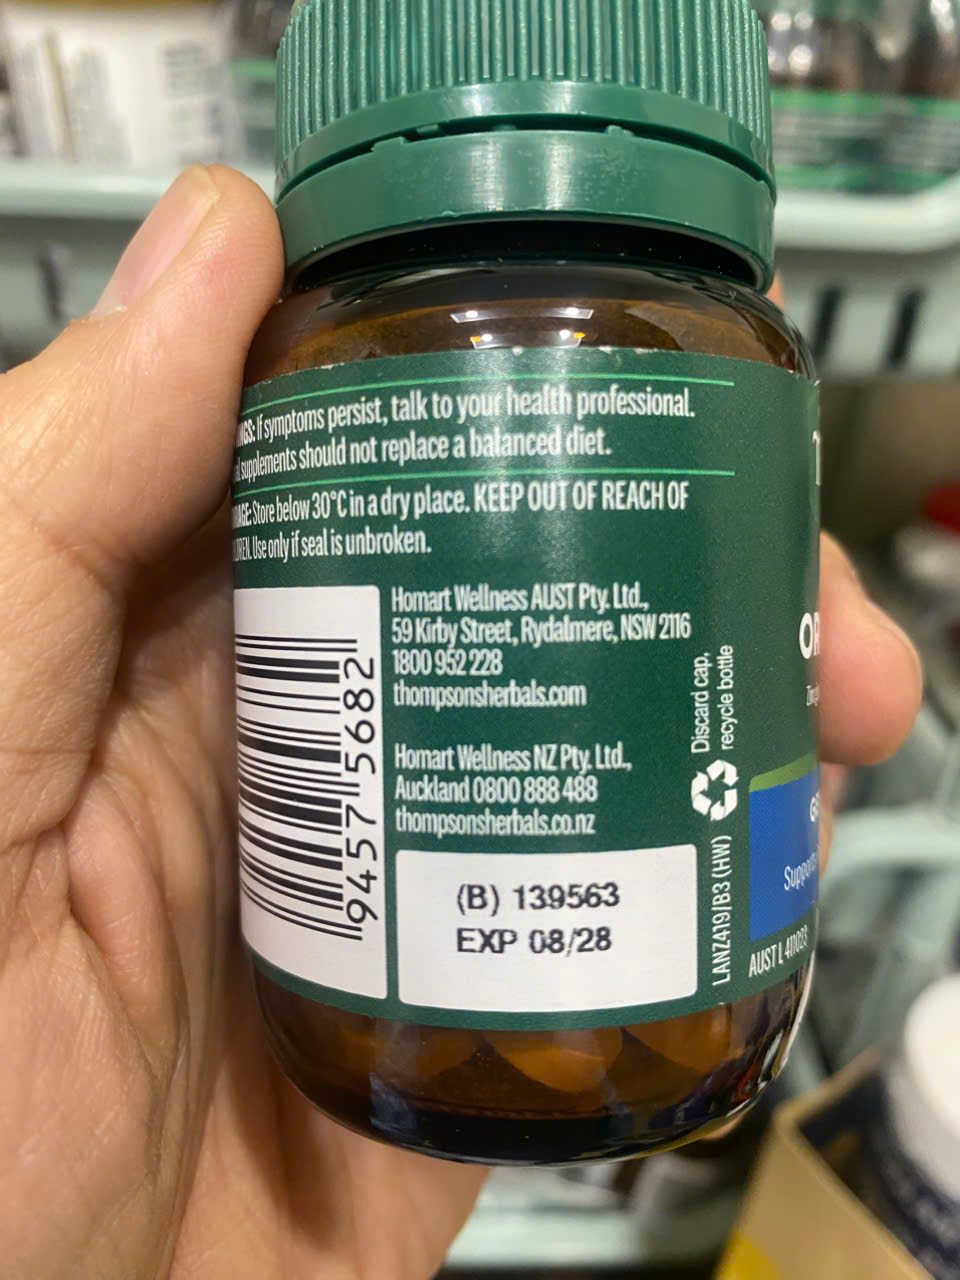 If symptoms persist, talk to your health professional.
supplements should not replace a balanced diet.
Store below 30°C in a dry place. KEEP OUT OF REACH OF
Use only if seal is unbroken.
9457 5682
Homart Wellness AUST Pty. Ltd.,
59 Kirby Street, Rydalmere, NSW 2116
1800 952 228
thompsonsherbals.com
Homart Wellness NZ Pty. Ltd.,
Auckland 0800 888 488
thompsonsherbals.co.nz
(B) 139563
EXP 08/28
Discard cap,
recycle bottle
LANZ419/B3 (HW)
Supports
AUST L 411023